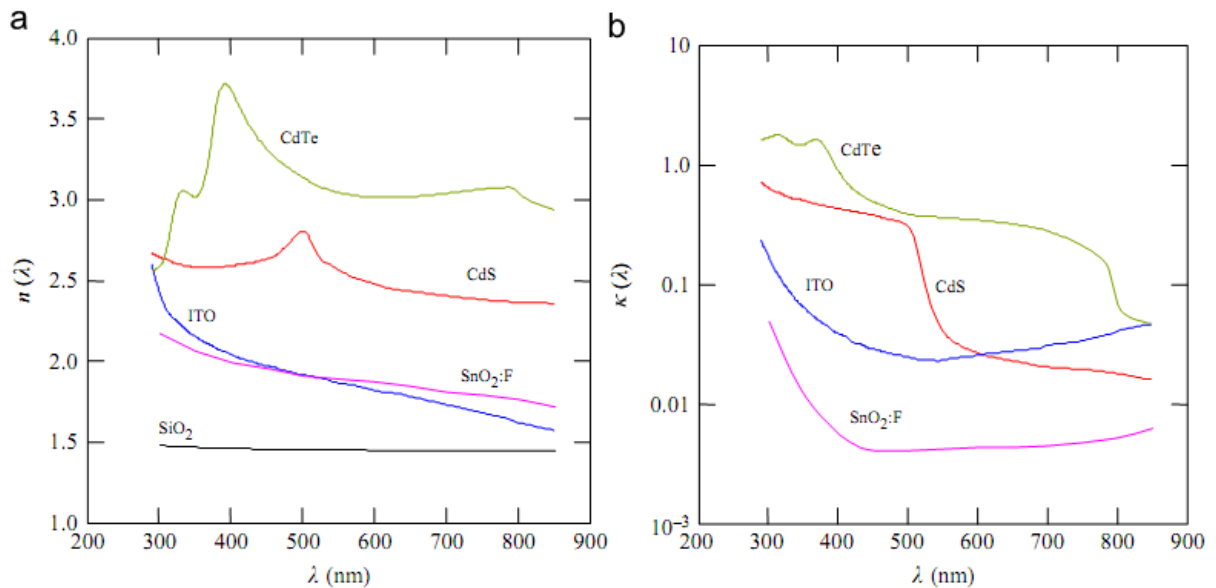 a
4.0
3.5
3.0
2.5
2.0
1.5
1.0
n (λ)
CdTe
CdS
ITO
SnO2:F
SiO2
200 300 400 500 600 700 800 900
λ (nm)
b
10
1.0
0.1
0.01
10⁻³
κ (λ)
CdTe
ITO
CdS
SnO2:F
200 300 400 500 600 700 800 900
λ (nm)